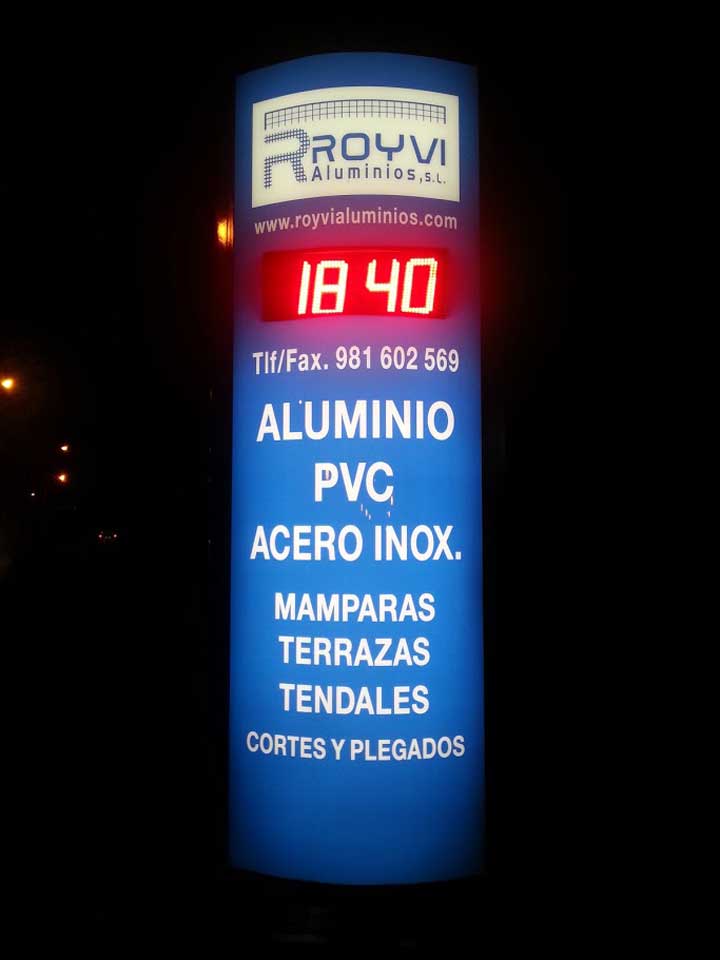 ROYVI
Aluminios, S.L.
www.royvialuminios.com
18 40
Tlf/Fax. 981 602 569
ALUMINIO
PVC
ACERO INOX.
MAMPARAS
TERRAZAS
TENDALES
CORTES Y PLEGADOS